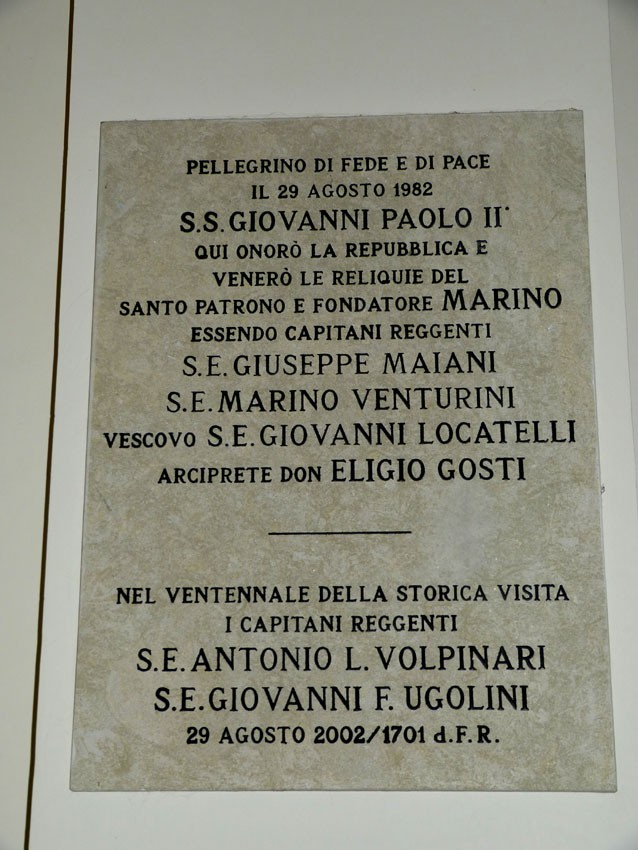 PELLEGRINO DI FEDE E DI PACE
IL 29 AGOSTO 1982
S.S. GIOVANNI PAOLO II°
QUI ONORÒ LA REPUBBLICA E
VENERÒ LE RELIQUIE DEL
SANTO PATRONO E FONDATORE MARINO
ESSENDO CAPITANI REGGENTI
S.E. GIUSEPPE MAIANI
S.E. MARINO VENTURINI
VESCOVO S.E. GIOVANNI LOCATELLI
ARCIPRETE DON ELIGIO GOSTI
NEL VENTENNALE DELLA STORICA VISITA
I CAPITANI REGGENTI
S.E. ANTONIO L. VOLPINARI
S.E. GIOVANNI F. UGOLINI
29 AGOSTO 2002/1701 d.F.R.